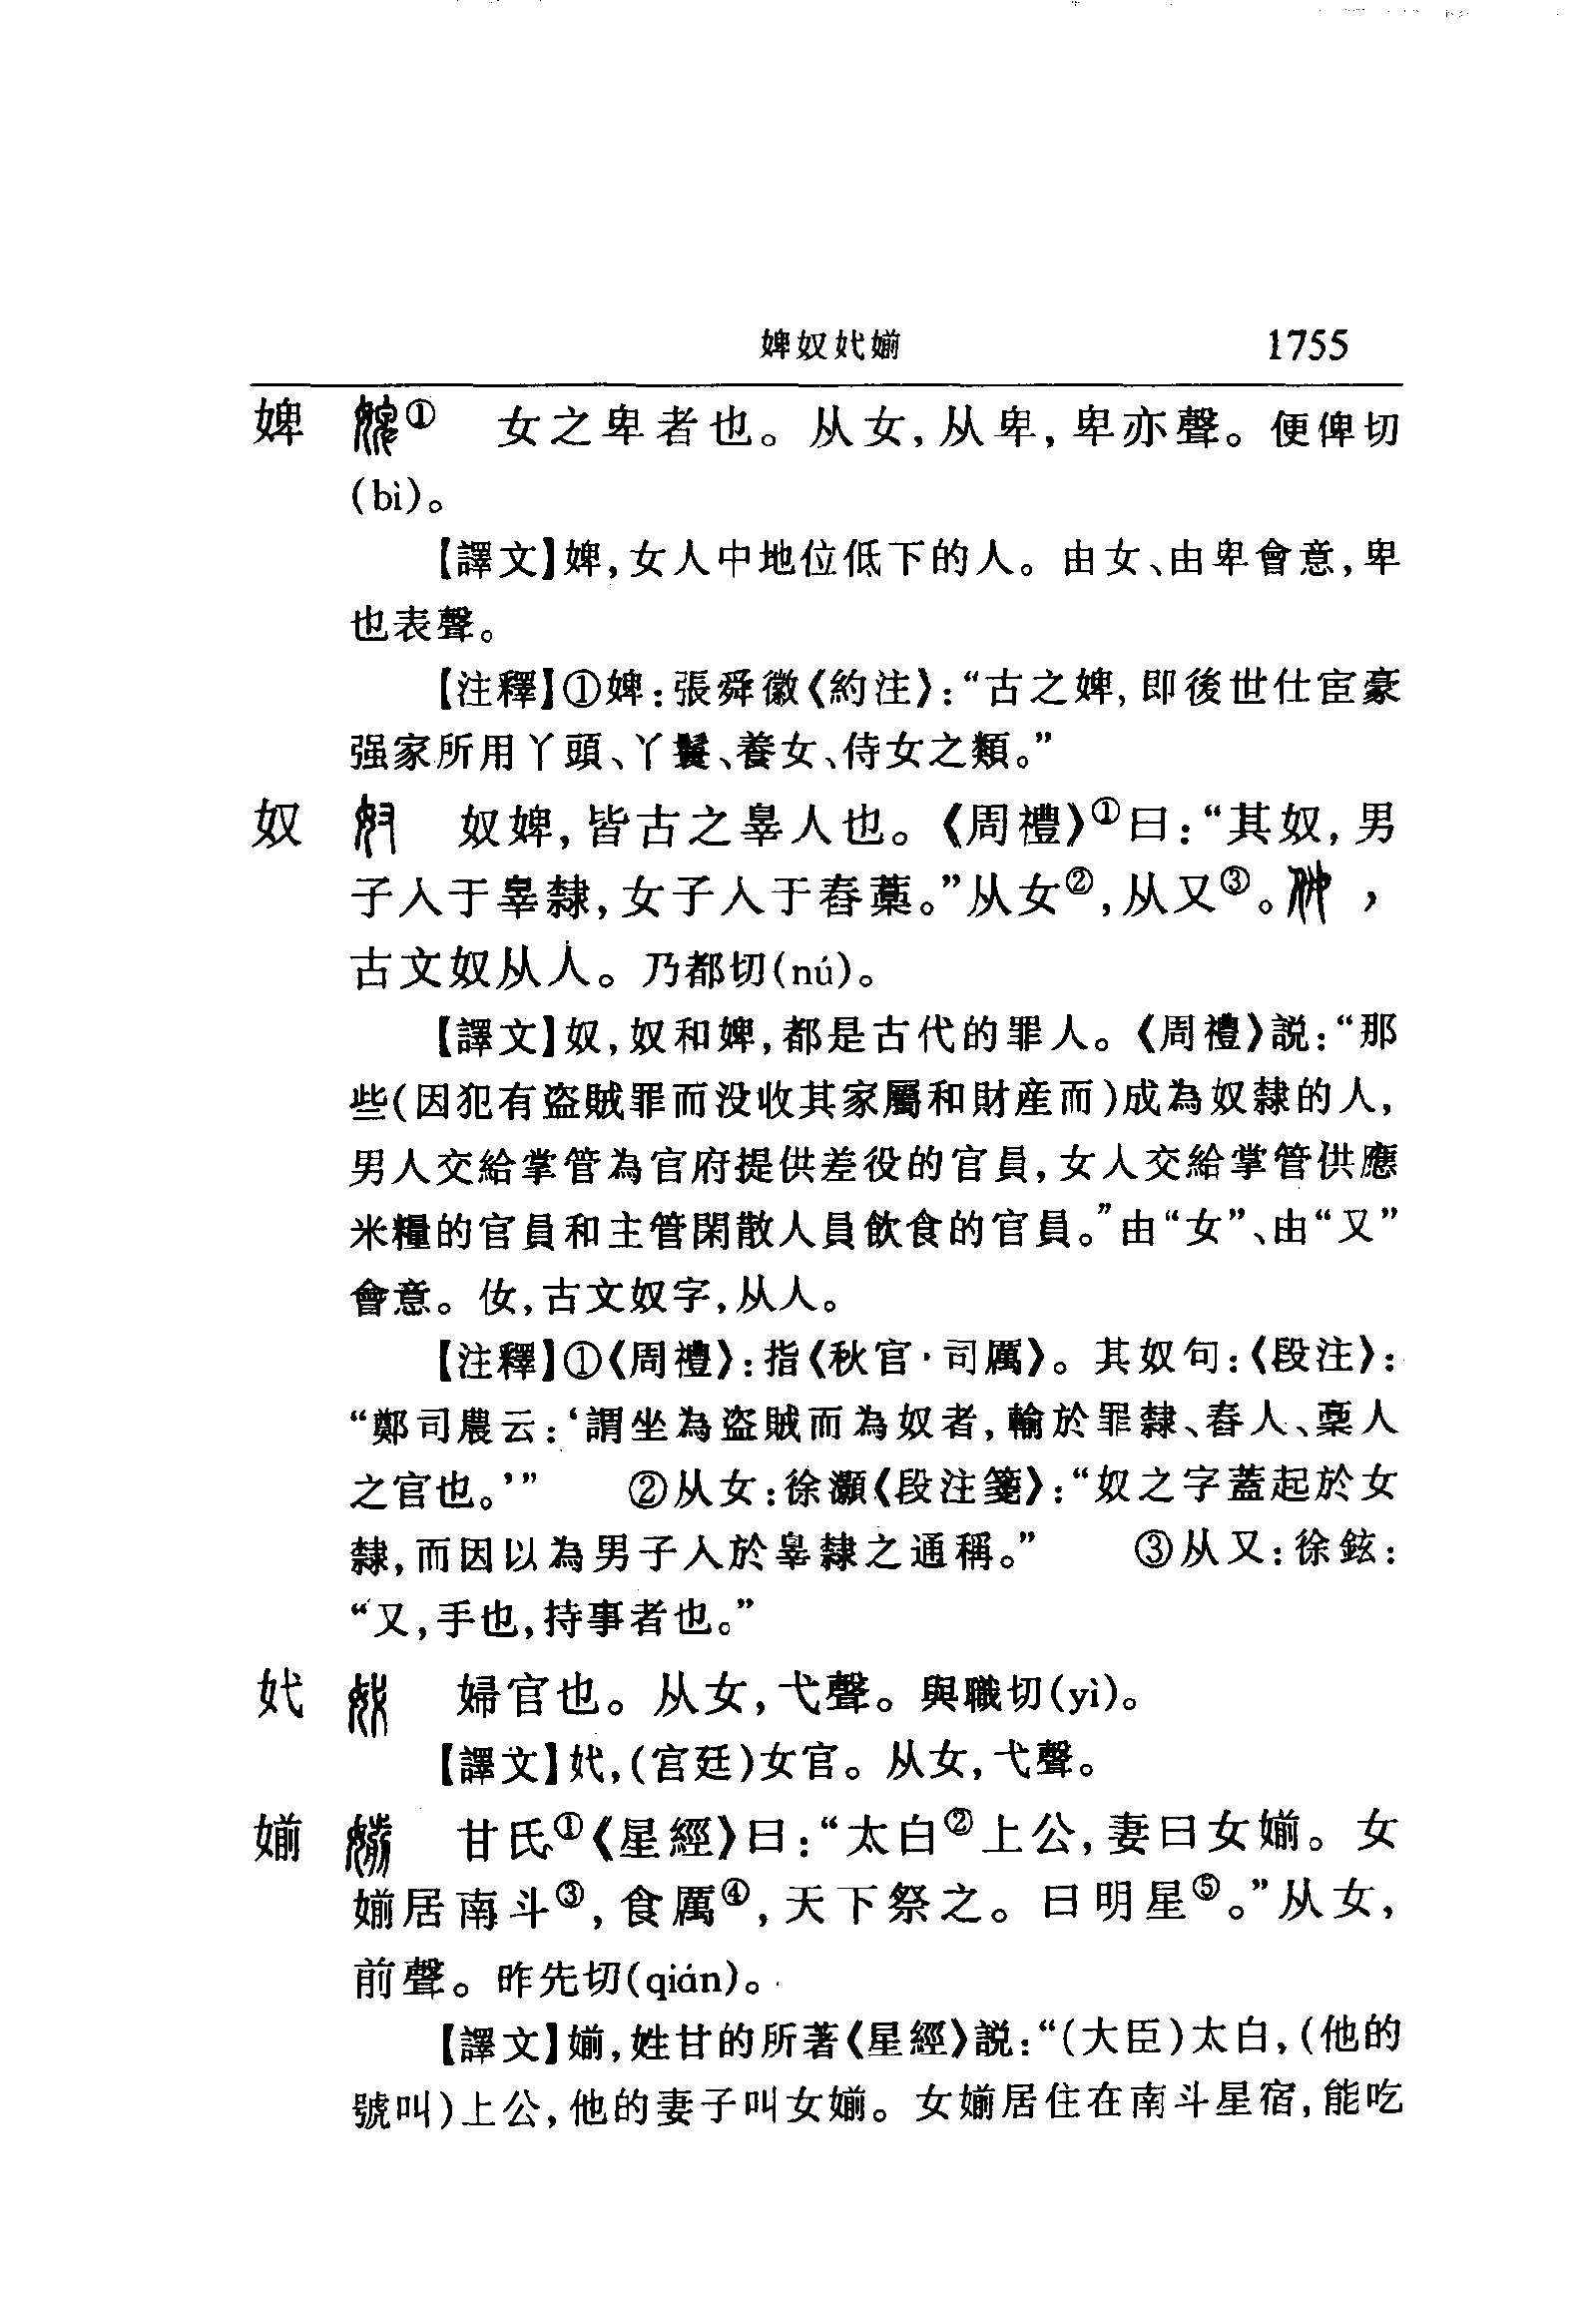 婢奴妷媊 1755
婢 ① 女之卑者也。从女,从卑,卑亦聲。便俾切
(bì)。
【譯文】婢,女人中地位低下的人。由女、由卑會意,卑
也表聲。
【注釋】①婢:張舜徽《約注》:“古之婢,即後世仕宦豪
强家所用丫頭、丫鬟、養女、侍女之類。”
奴 奴婢,皆古之辠人也。《周禮》①曰:“其奴,男
子入于辠隸,女子入于舂藁。”从女②,从又③。,
古文奴从人。乃都切(nú)。
【譯文】奴,奴和婢,都是古代的罪人。《周禮》説:“那
些(因犯有盗賊罪而没收其家屬和財産而)成為奴隸的人,
男人交給掌管為官府提供差役的官員,女人交給掌管供應
米糧的官員和主管閑散人員飲食的官員。”由“女”、由“又”
會意。㚢,古文奴字,从人。
【注釋】①《周禮》:指《秋官·司厲》。其奴句:《段注》:
“鄭司農云:‘謂坐為盗賊而為奴者,輸於罪隸、舂人、稾人
之官也。’” ②从女:徐灝《段注箋》:“奴之字蓋起於女
隸,而因以為男子入於辠隸之通稱。” ③从又:徐鉉:
“又,手也,持事者也。”
㚤 婦官也。从女,弋聲。與職切(yì)。
【譯文】㚤,(宫廷)女官。从女,弋聲。
媊 甘氏①《星經》曰:“太白②上公,妻曰女媊。女
媊居南斗③,食厲④,天下祭之。曰明星⑤。”从女,
前聲。昨先切(qián)。
【譯文】媊,姓甘的所著《星經》説:“(大臣)太白,(他的
號叫)上公,他的妻子叫女媊。女媊居住在南斗星宿,能吃